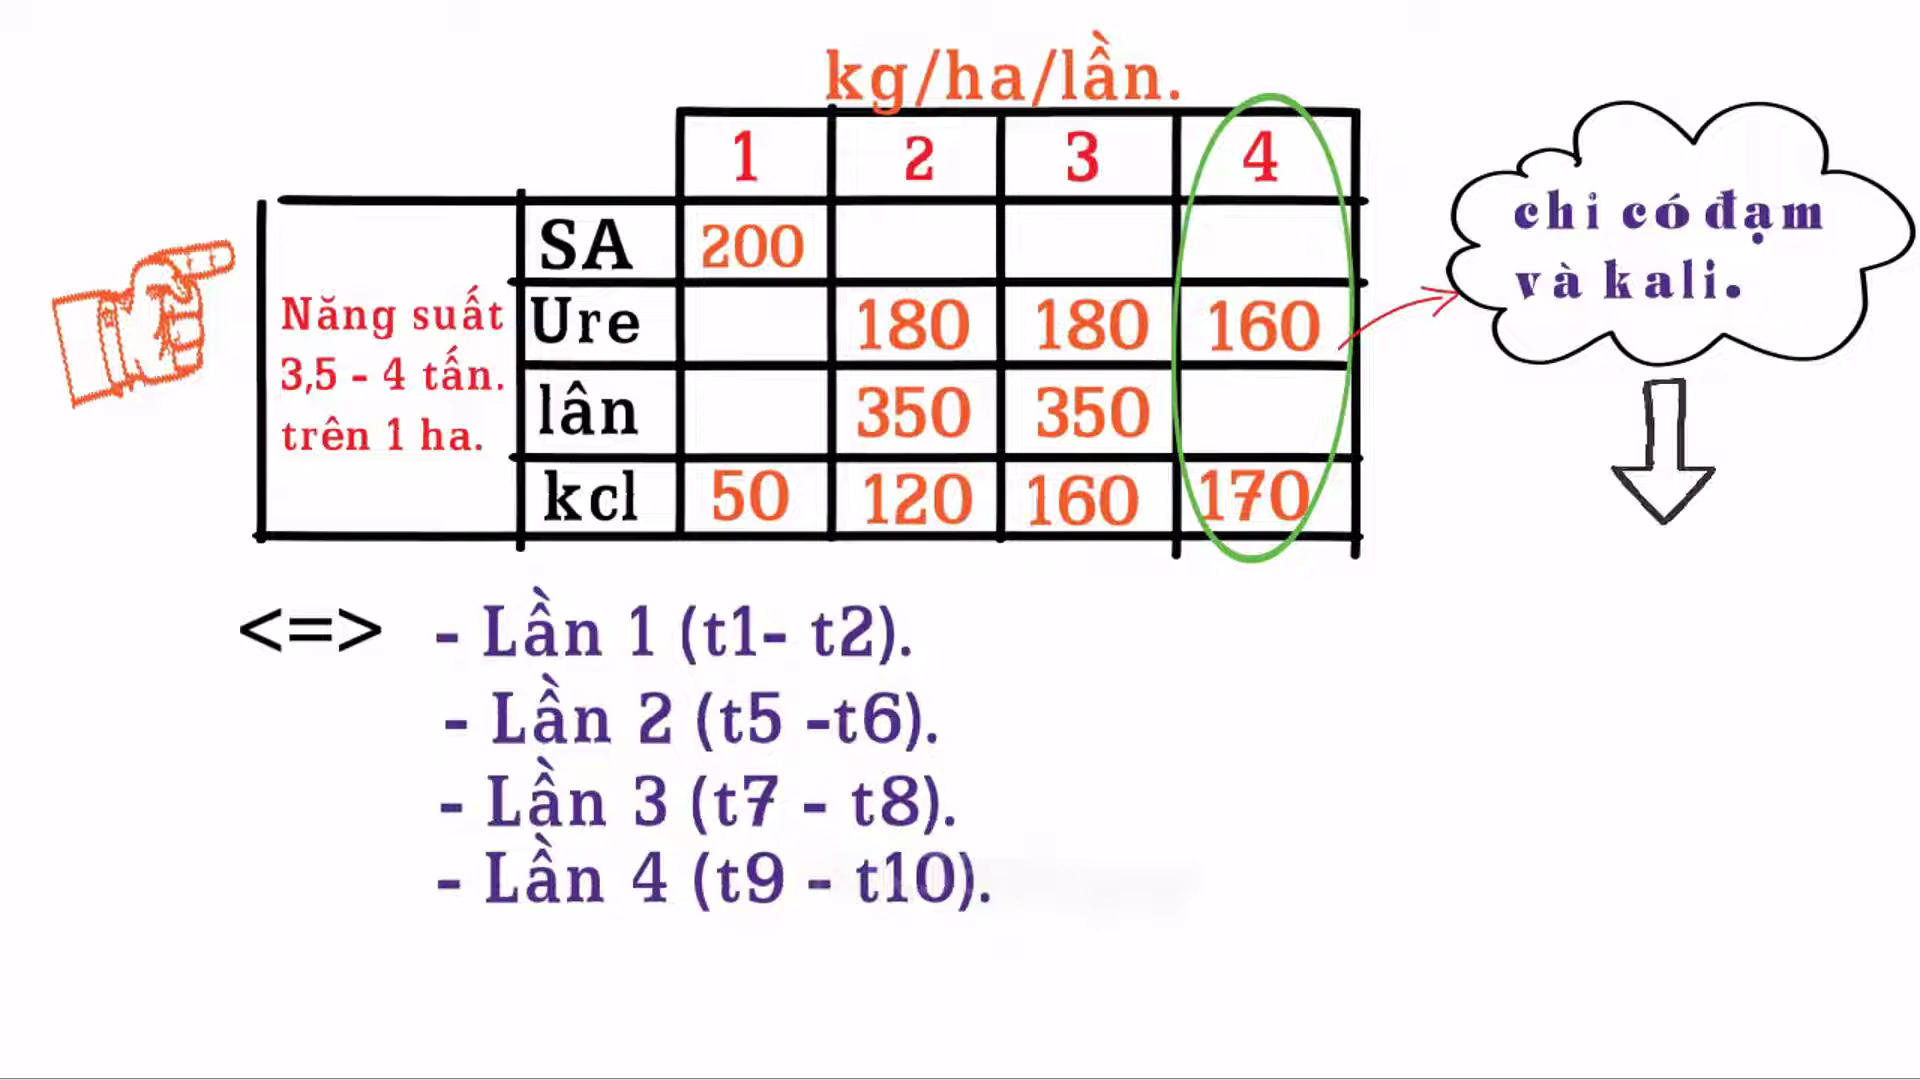 kg/ha/lần.
1 2 3 4
SA 200
Ure 180 180 160
lân 350 350
kcl 50 120 160 170
Năng suất
3,5 - 4 tấn.
trên 1 ha.
chỉ có đạm
và kali.
<=> - Lần 1 (t1- t2).
- Lần 2 (t5 -t6).
- Lần 3 (t7 - t8).
- Lần 4 (t9 - t10).